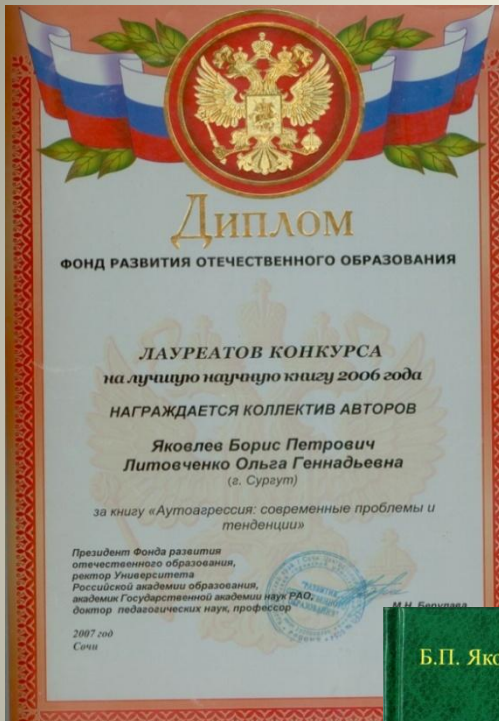 Диплом
ФОНД РАЗВИТИЯ ОТЕЧЕСТВЕННОГО ОБРАЗОВАНИЯ
ЛАУРЕАТОВ КОНКУРСА
на лучшую научную книгу 2006 года
НАГРАЖДАЕТСЯ КОЛЛЕКТИВ АВТОРОВ
Яковлев Борис Петрович
Литовченко Ольга Геннадьевна
(г. Сургут)
за книгу «Аутоагрессия: современные проблемы и
тенденции»
Президент Фонда развития
отечественного образования,
ректор Университета
Российской академии образования,
академик Государственной академии наук РАО,
доктор педагогических наук, профессор
М.Н. Берулава
2007 год
Сочи
Б.П. Яко